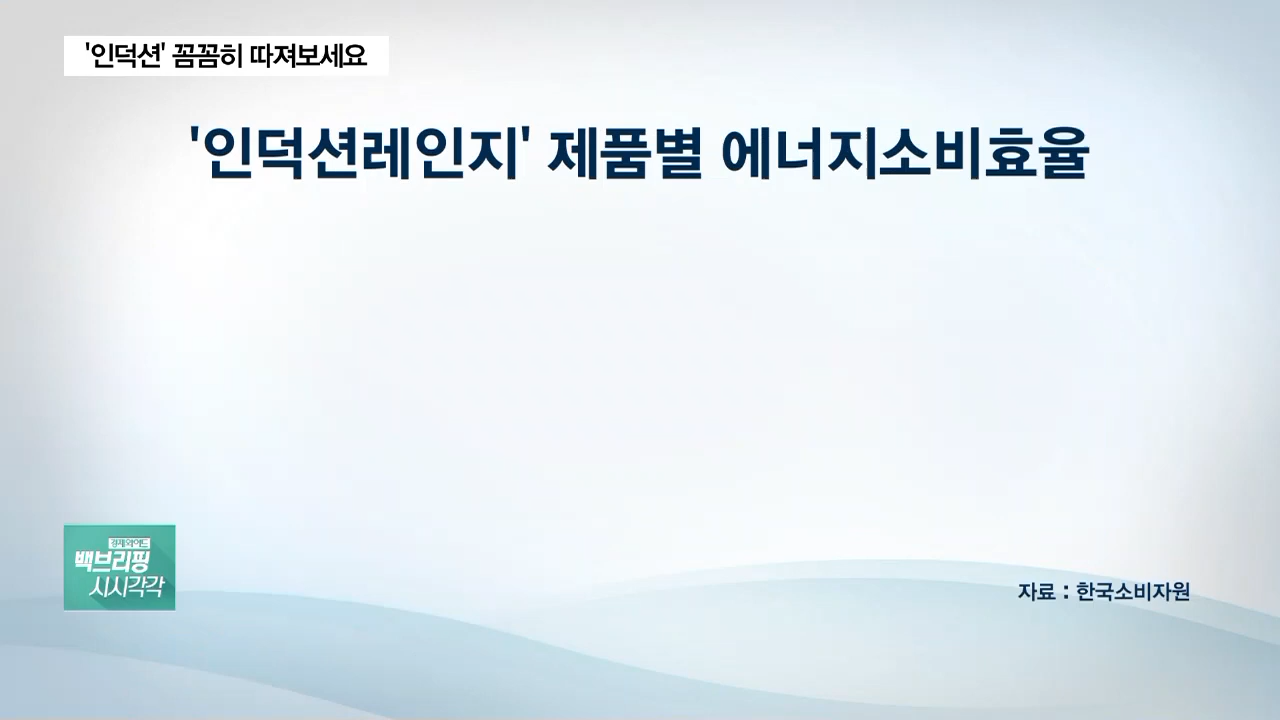 '인덕션' 꼼꼼히 따져보세요
'인덕션레인지' 제품별 에너지소비효율
경제와이드
백브리핑
시시각각
자료 : 한국소비자원